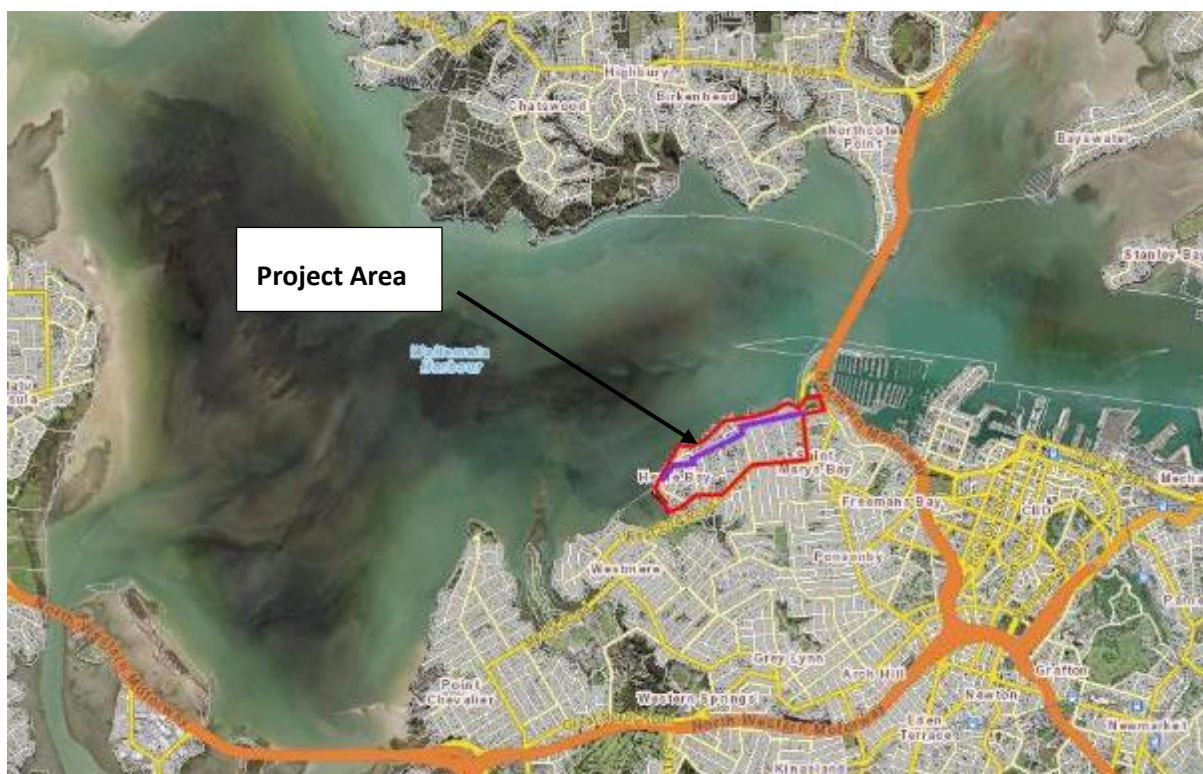 Highbury
Chatswood
Birkenhead
Northcote
Point
Bayswater
Stanley Bay
Project Area
Waitemata
Harbour
Herne Bay
Marys Bay
Freemans Bay
CBD
Ponsonby
Westmere
Grey Lynn
Arch Hill
Grafton
Point
Chevalier
Western Springs
Newton
North Western Motorway
Eden
Terrace
Newmarket
Kingsland